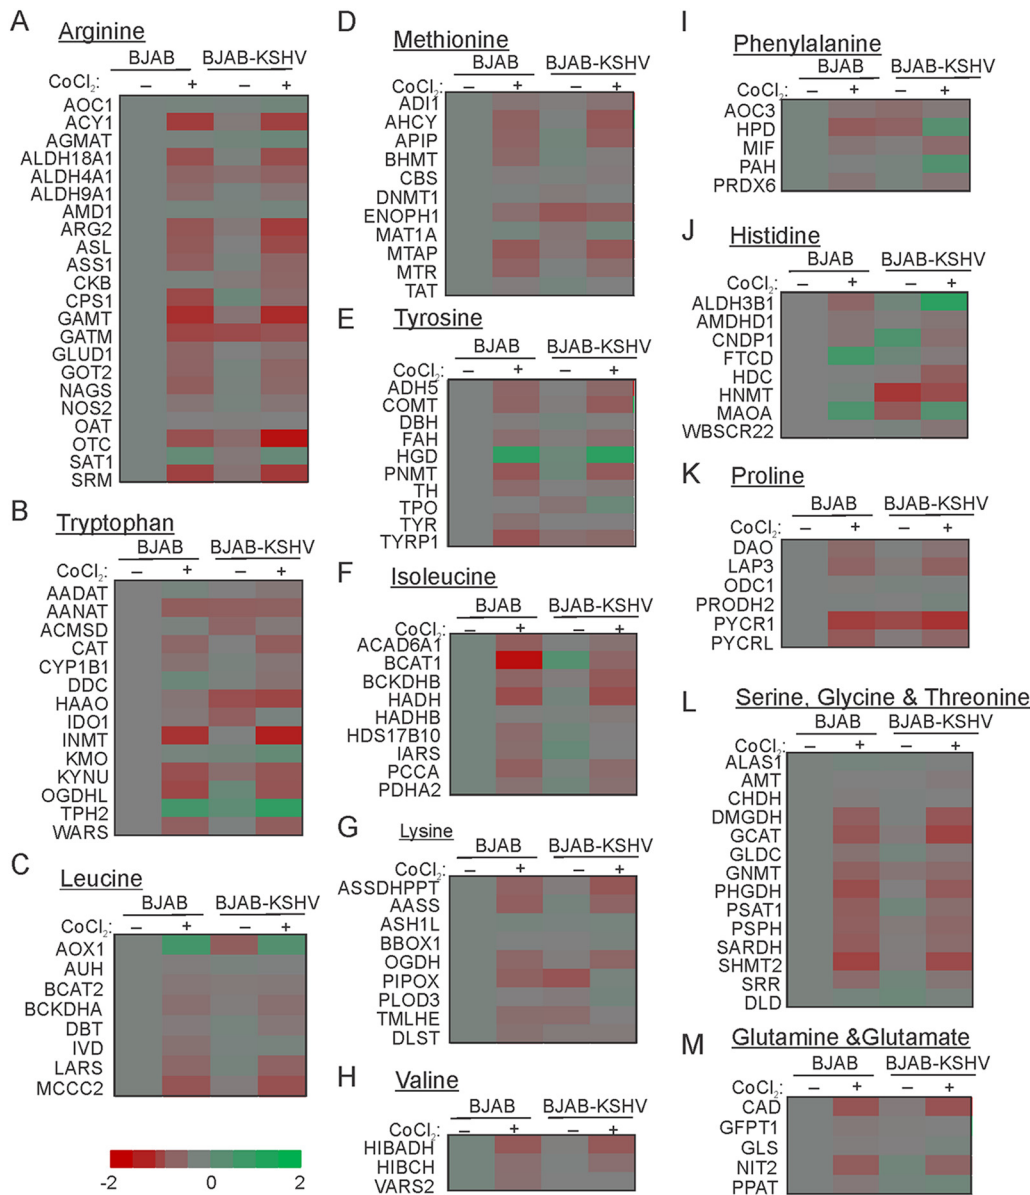 A
Arginine
BJAB BJAB-KSHV
CoCl2: – + – +
AOC1
ACY1
AGMAT
ALDH18A1
ALDH4A1
ALDH9A1
AMD1
ARG2
ASL
ASS1
CKB
CPS1
GAMT
GATM
GLUD1
GOT2
NAGS
NOS2
OAT
OTC
SAT1
SRM
B
Tryptophan
BJAB BJAB-KSHV
CoCl2: – + – +
AADAT
AANAT
ACMSD
CAT
CYP1B1
DDC
HAAO
IDO1
INMT
KMO
KYNU
OGDHL
TPH2
WARS
C
Leucine
BJAB BJAB-KSHV
CoCl2: – + – +
AOX1
AUH
BCAT2
BCKDHA
DBT
IVD
LARS
MCCC2
-2 0 2
D
Methionine
BJAB BJAB-KSHV
CoCl2: – + – +
ADI1
AHCY
APIP
BHMT
CBS
DNMT1
ENOPH1
MAT1A
MTAP
MTR
TAT
E
Tyrosine
BJAB BJAB-KSHV
CoCl2: – + – +
ADH5
COMT
DBH
FAH
HGD
PNMT
TH
TPO
TYR
TYRP1
F
Isoleucine
BJAB BJAB-KSHV
CoCl2: – + – +
ACAD6A1
BCAT1
BCKDHB
HADH
HADHB
HDS17B10
IARS
PCCA
PDHA2
G
Lysine
BJAB BJAB-KSHV
CoCl2: – + – +
ASSDHPPT
AASS
ASH1L
BBOX1
OGDH
PIPOX
PLOD3
TMLHE
DLST
H
Valine
BJAB BJAB-KSHV
CoCl2: – + – +
HIBADH
HIBCH
VARS2
I
Phenylalanine
BJAB BJAB-KSHV
CoCl2: – + – +
AOC3
HPD
MIF
PAH
PRDX6
J
Histidine
BJAB BJAB-KSHV
CoCl2: – + – +
ALDH3B1
AMDHD1
CNDP1
FTCD
HDC
HNMT
MAOA
WBSCR22
K
Proline
BJAB BJAB-KSHV
CoCl2: – + – +
DAO
LAP3
ODC1
PRODH2
PYCR1
PYCRL
L
Serine, Glycine & Threonine
BJAB BJAB-KSHV
CoCl2: – + – +
ALAS1
AMT
CHDH
DMGDH
GCAT
GLDC
GNMT
PHGDH
PSAT1
PSPH
SARDH
SHMT2
SRR
DLD
M
Glutamine &Glutamate
BJAB BJAB-KSHV
CoCl2: – + – +
CAD
GFPT1
GLS
NIT2
PPAT